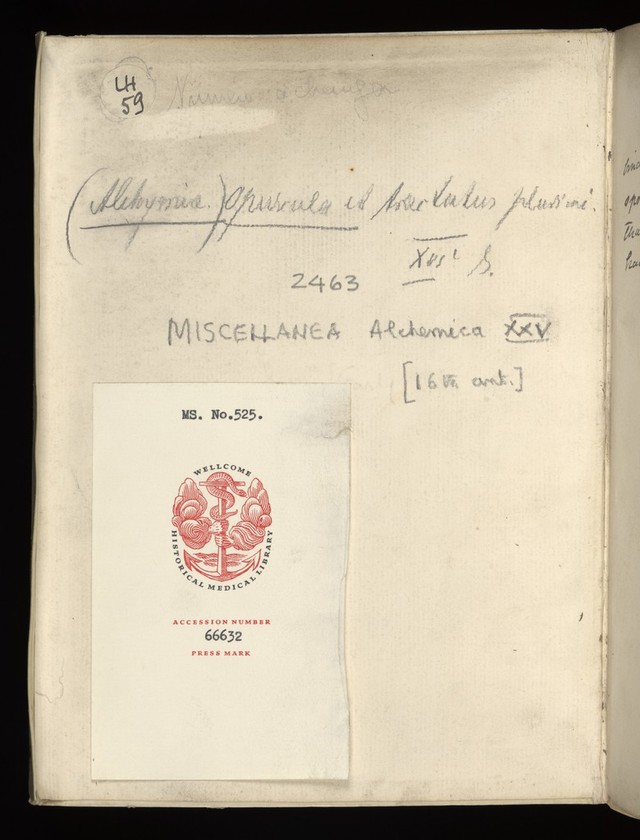 LH
59
(Alchymia.) Opuscula et tractatus plurimi.
XVI S.
2463
MISCELLANEA Alchemica XXV
[16th cent.]
MS. No.525.
WELLCOME
HISTORICAL MEDICAL LIBRARY
ACCESSION NUMBER
66632
PRESS MARK